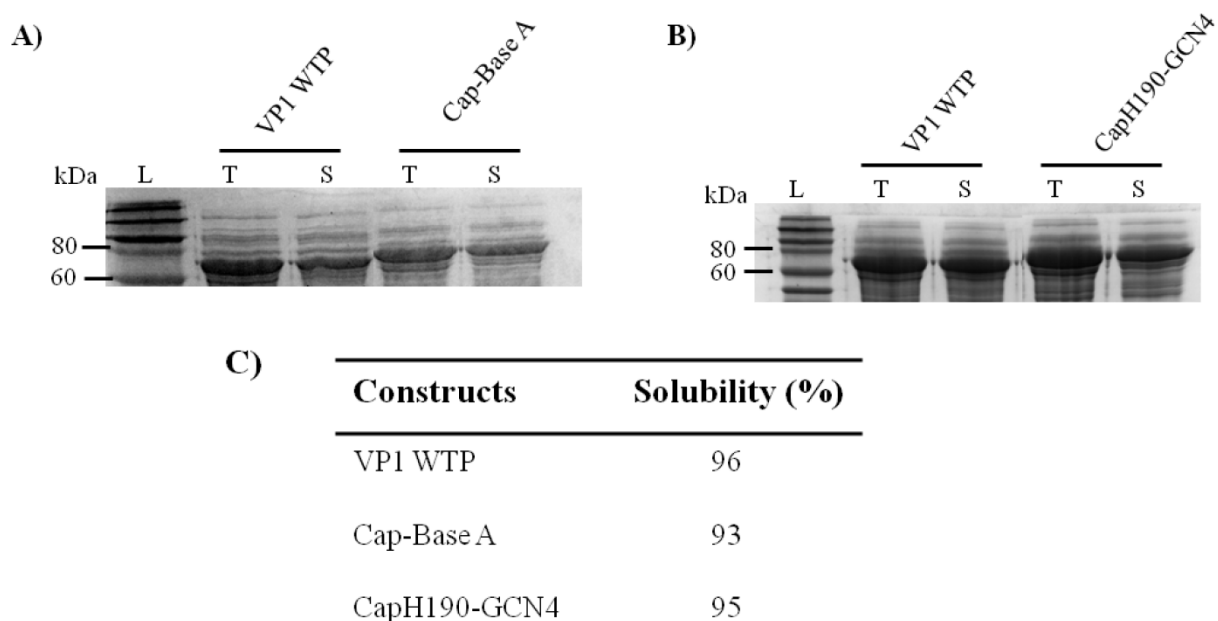 A)
VP1 WTP
Cap-Base A
kDa L T S T S
80
60
B)
VP1 WTP
CapH190-GCN4
kDa L T S T S
80
60
C)
Constructs Solubility (%)
VP1 WTP 96
Cap-Base A 93
CapH190-GCN4 95